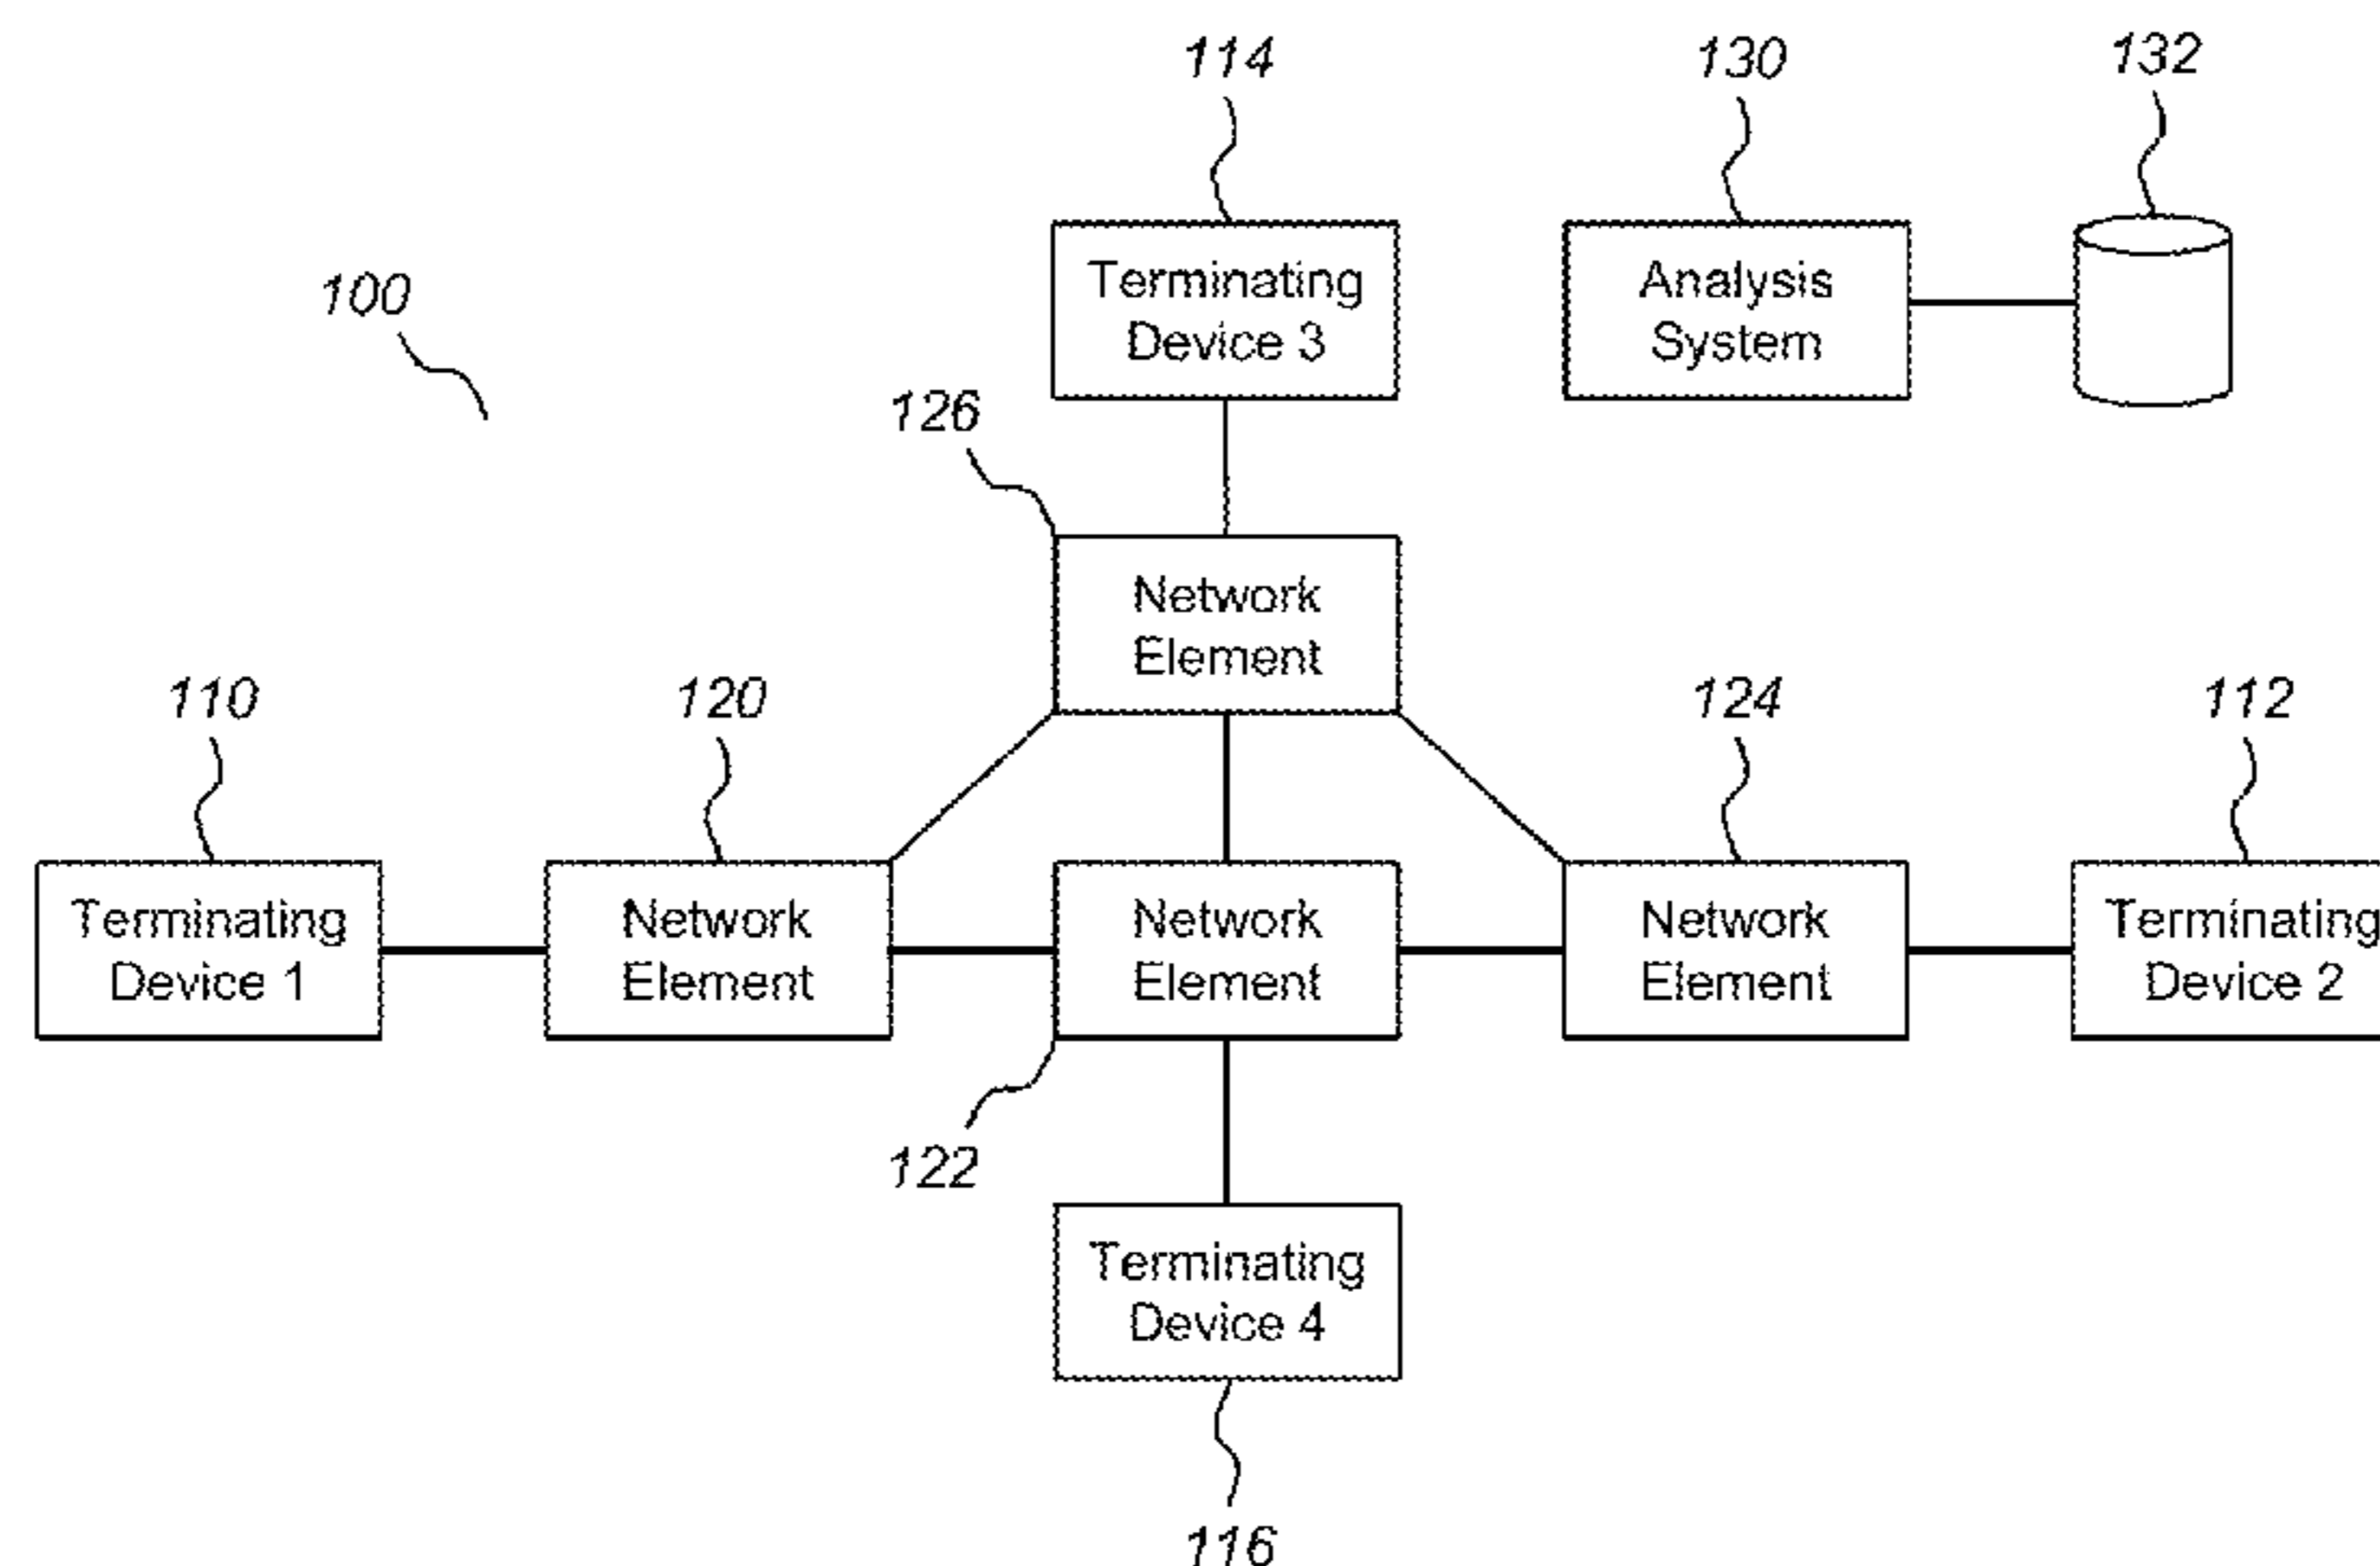 114
130
132
100
Terminating
Device 3
Analysis
System
126
Network
Element
110
120
124
112
Terminating
Device 1
Network
Element
Network
Element
Network
Element
Terminating
Device 2
122
Terminating
Device 4
116